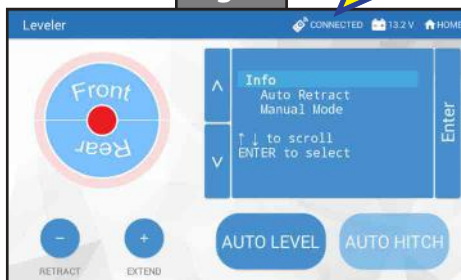 Leveler
CONNECTED 13.2 V HOME
Front
Rear
Info
Auto Retract
Manual Mode
↑ ↓ to scroll
ENTER to select
Enter
RETRACT
EXTEND
AUTO LEVEL
AUTO HITCH